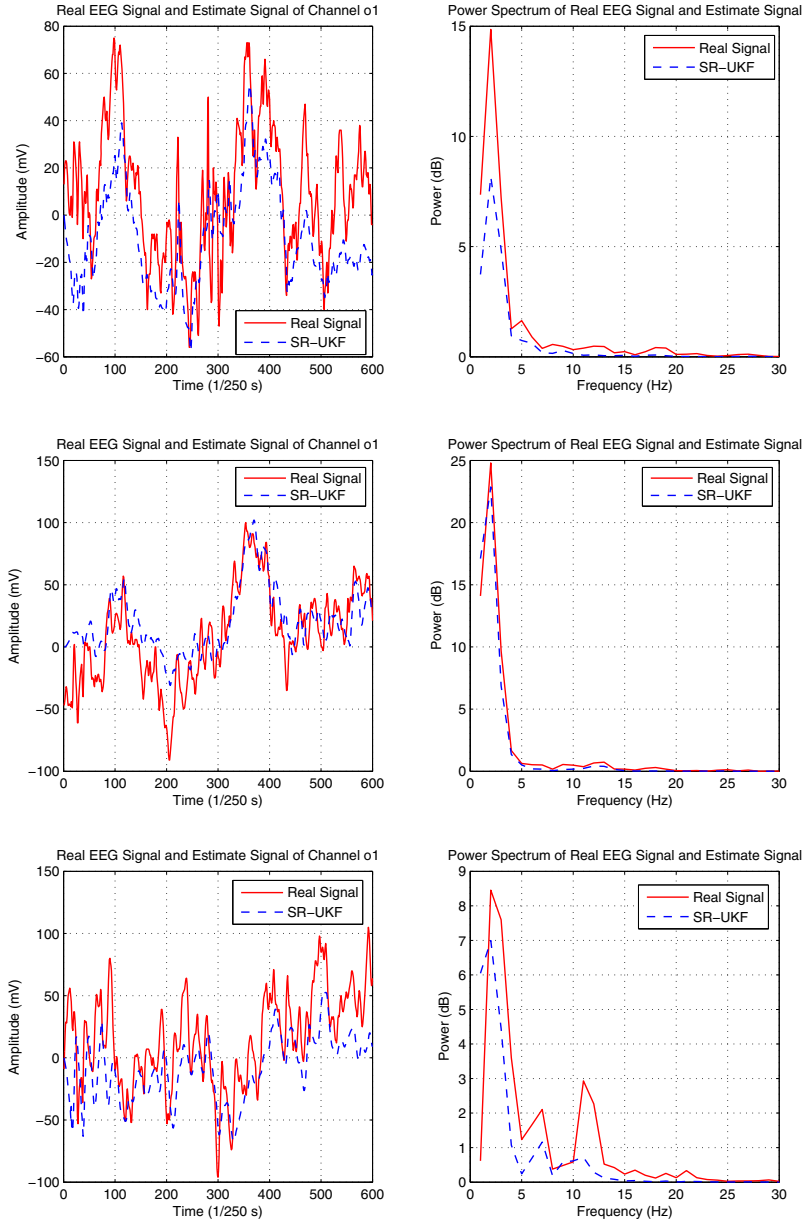 Real EEG Signal and Estimate Signal of Channel o1
80
60
40
20
0
−20
−40
−60
Amplitude (mV)
Real Signal
SR−UKF
0 100 200 300 400 500 600
Time (1/250 s)
Power Spectrum of Real EEG Signal and Estimate Signal
15
10
5
0
Power (dB)
Real Signal
SR−UKF
0 5 10 15 20 25 30
Frequency (Hz)
Real EEG Signal and Estimate Signal of Channel o1
150
100
50
0
−50
−100
Amplitude (mV)
Real Signal
SR−UKF
0 100 200 300 400 500 600
Time (1/250 s)
Power Spectrum of Real EEG Signal and Estimate Signal
25
20
15
10
5
0
Power (dB)
Real Signal
SR−UKF
0 5 10 15 20 25 30
Frequency (Hz)
Real EEG Signal and Estimate Signal of Channel o1
150
100
50
0
−50
−100
Amplitude (mV)
Real Signal
SR−UKF
0 100 200 300 400 500 600
Time (1/250 s)
Power Spectrum of Real EEG Signal and Estimate Signal
9
8
7
6
5
4
3
2
1
0
Power (dB)
Real Signal
SR−UKF
0 5 10 15 20 25 30
Frequency (Hz)